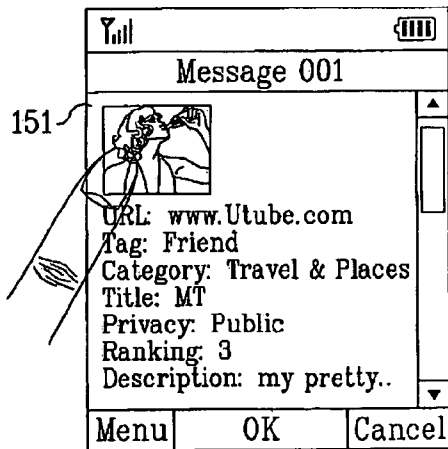 Message 001
151
URL: www.Utube.com
Tag: Friend
Category: Travel & Places
Title: MT
Privacy: Public
Ranking: 3
Description: my pretty..
Menu OK Cancel